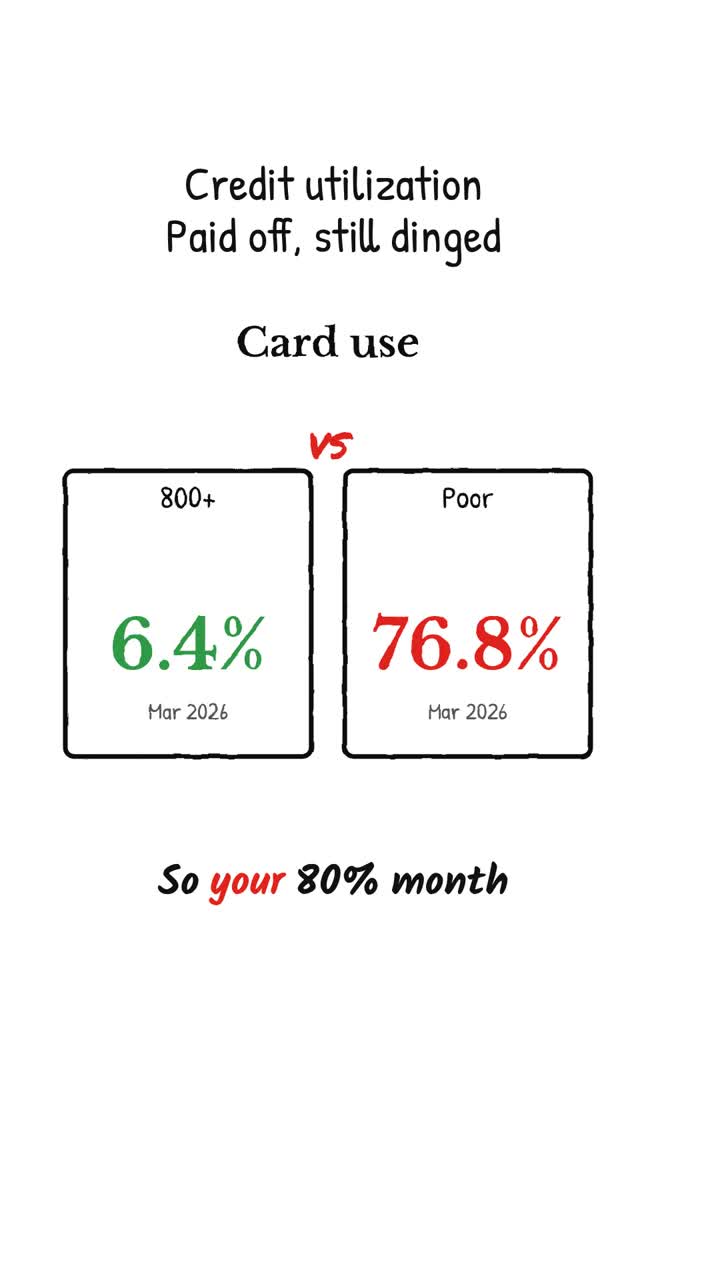 Credit utilization
Paid off, still dinged
Card use
vs
800+
6.4%
Mar 2026
Poor
76.8%
Mar 2026
So your 80% month